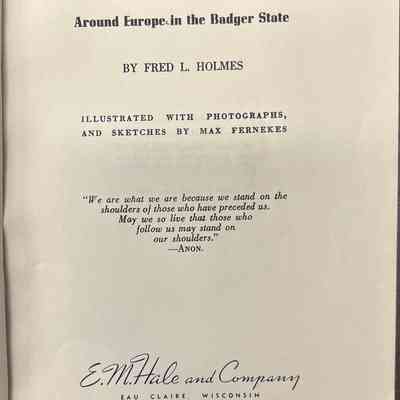 Around Europe in the Badger State
BY FRED L. HOLMES
ILLUSTRATED WITH PHOTOGRAPHS,
AND SKETCHES BY MAX FERNEKES
"We are what we are because we stand on the
shoulders of those who have preceded us.
May we so live that those who
follow us may stand on
our shoulders."
—ANON.
E. M. Hale and Company
EAU CLAIRE, WISCONSIN